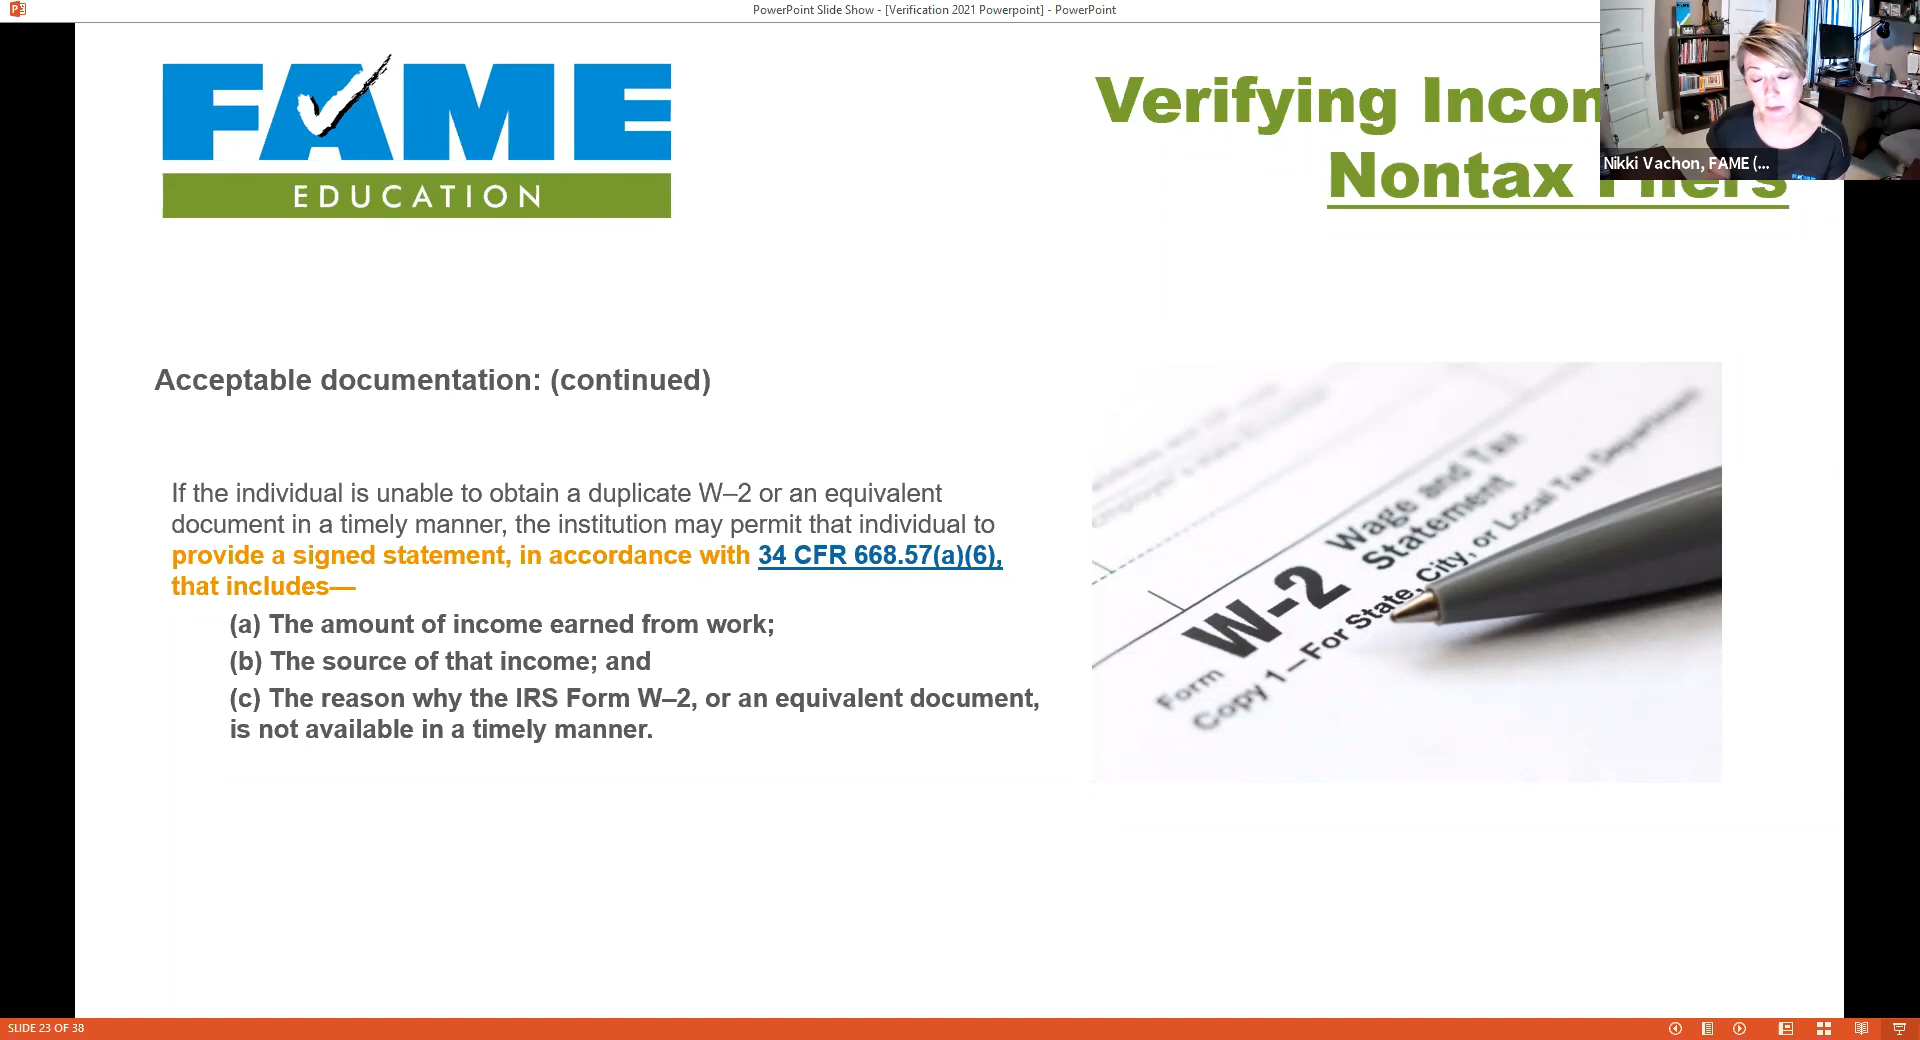 PowerPoint Slide Show - [Verification 2021 Powerpoint] - PowerPoint
FAME
EDUCATION
Verifying Incom
Nontax Filers
Nikki Vachon, FAME (...
Acceptable documentation: (continued)
If the individual is unable to obtain a duplicate W–2 or an equivalent
document in a timely manner, the institution may permit that individual to
provide a signed statement, in accordance with 34 CFR 668.57(a)(6),
that includes—
(a) The amount of income earned from work;
(b) The source of that income; and
(c) The reason why the IRS Form W–2, or an equivalent document,
is not available in a timely manner.
Wage and Tax
Statement
Form W-2
Copy 1—For State, City, or Local Tax Department
SLIDE 23 OF 38